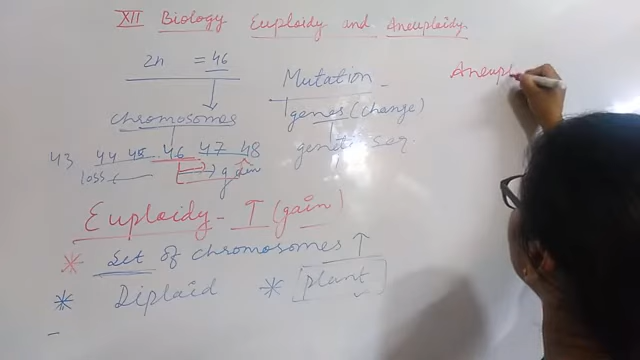 XII Biology Euploidy and Aneuploidy
2n = 46
chromosomes
43 44 45 46 47 48
loss gain
Mutation
genes (change)
genetic seq.
Euploidy - ↑ (gain)
* Set of chromosomes ↑
* Diploid * plant
Aneupl